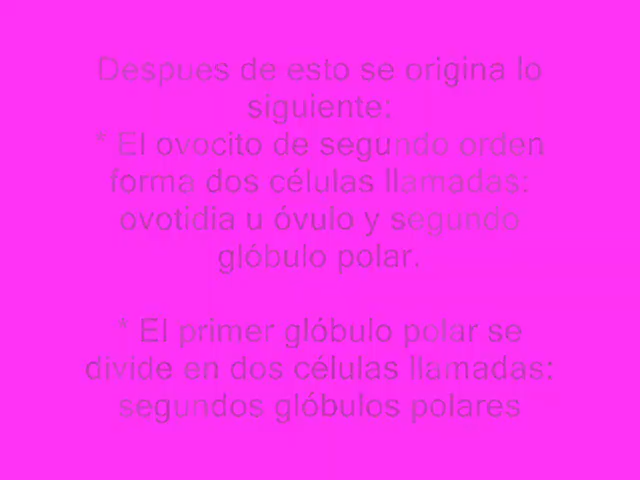 Despues de esto se origina lo
siguiente:
* El ovocito de segundo orden
forma dos células llamadas:
ovotidia u óvulo y segundo
glóbulo polar.
* El primer glóbulo polar se
divide en dos células llamadas:
segundos glóbulos polares